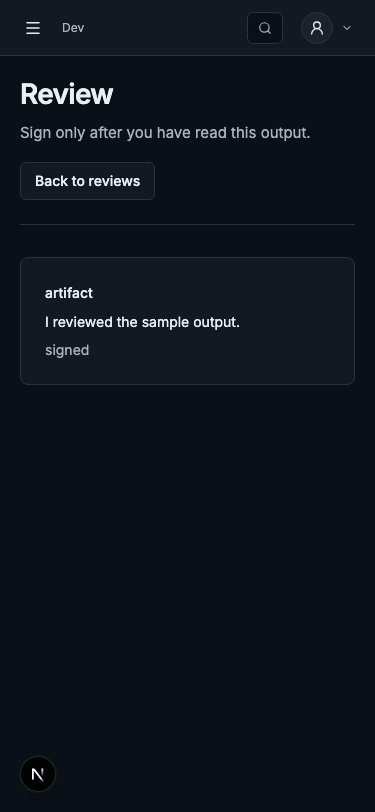 Dev
Review
Sign only after you have read this output.
Back to reviews
artifact
I reviewed the sample output.
signed
N